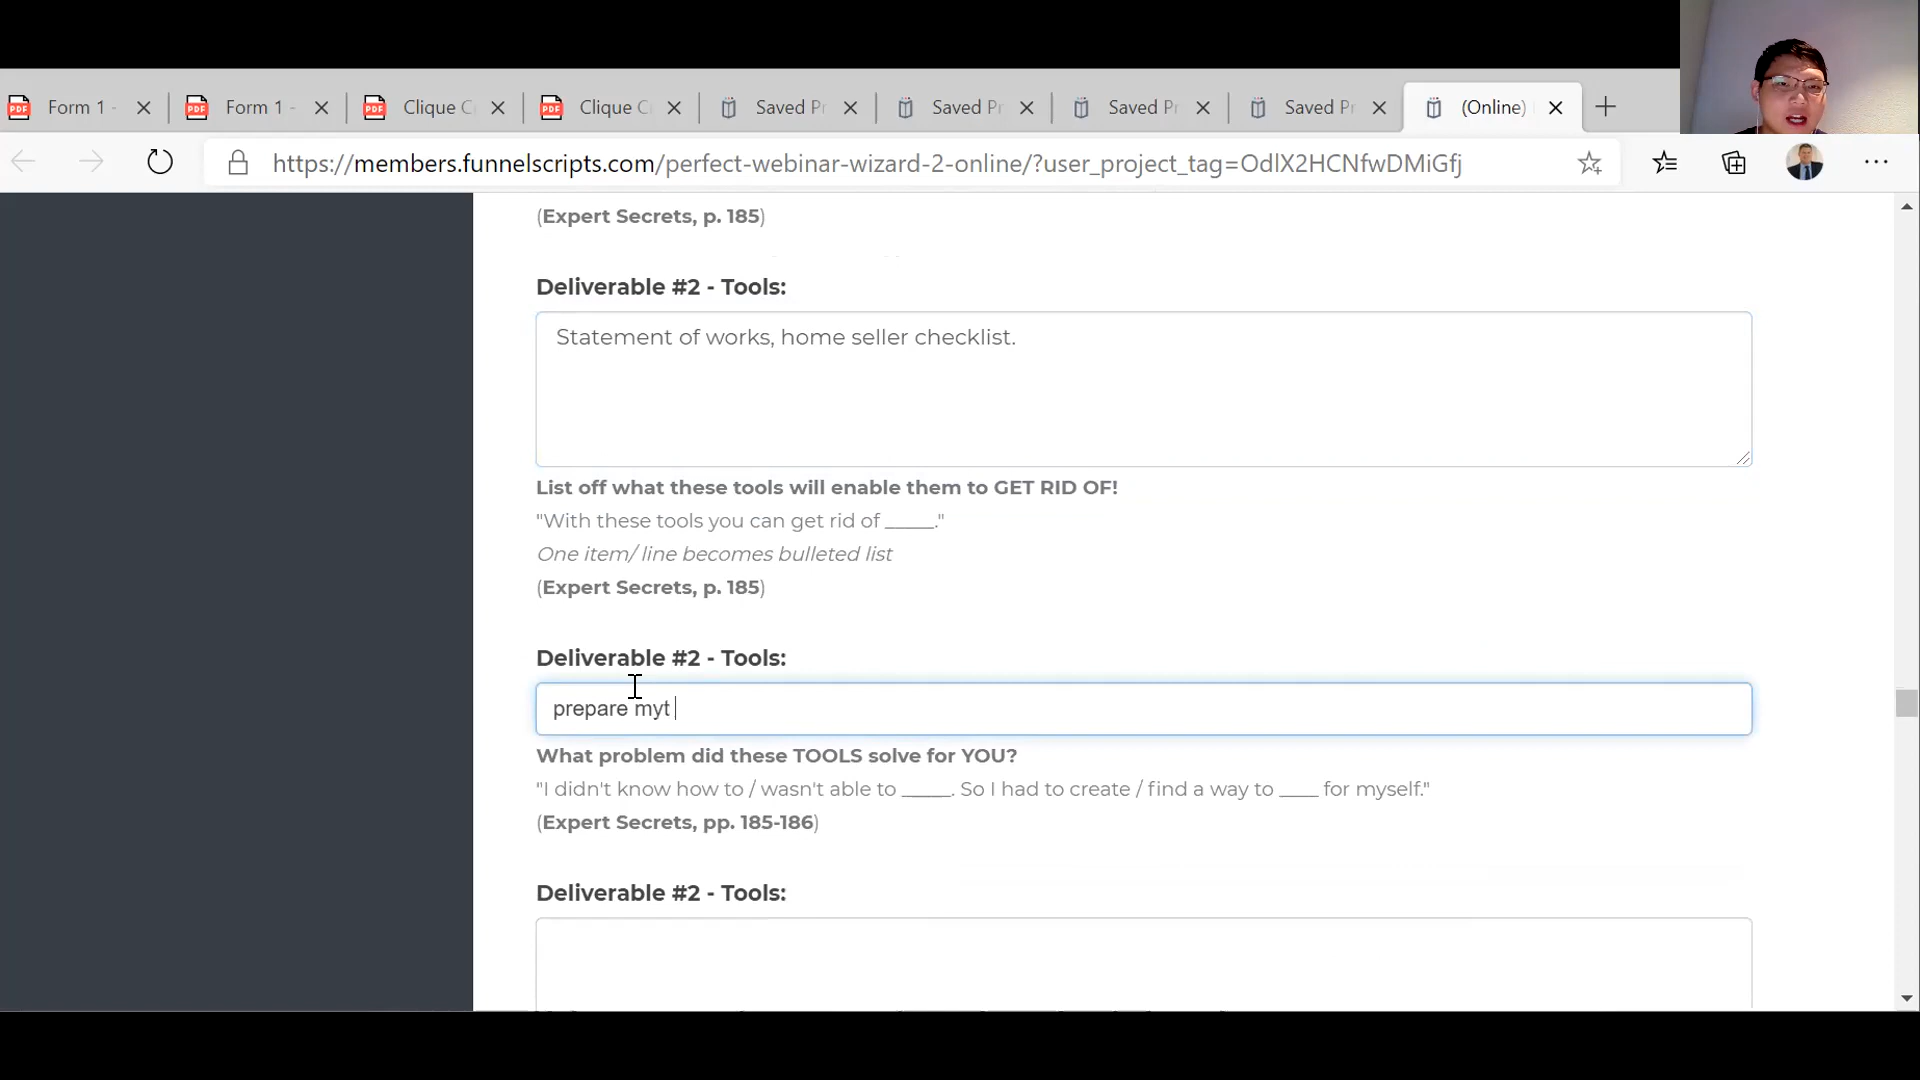 Form 1 -
Form 1 -
Clique C
Clique C
Saved Pr
Saved Pr
Saved Pr
Saved Pr
(Online)
https://members.funnelscripts.com/perfect-webinar-wizard-2-online/?user_project_tag=OdlX2HCNfwDMiGfj
(Expert Secrets, p. 185)
Deliverable #2 - Tools:
Statement of works, home seller checklist.
List off what these tools will enable them to GET RID OF!
"With these tools you can get rid of _____."
One item/ line becomes bulleted list
(Expert Secrets, p. 185)
Deliverable #2 - Tools:
prepare myt
What problem did these TOOLS solve for YOU?
"I didn't know how to / wasn't able to _____. So I had to create / find a way to ____ for myself."
(Expert Secrets, pp. 185-186)
Deliverable #2 - Tools: